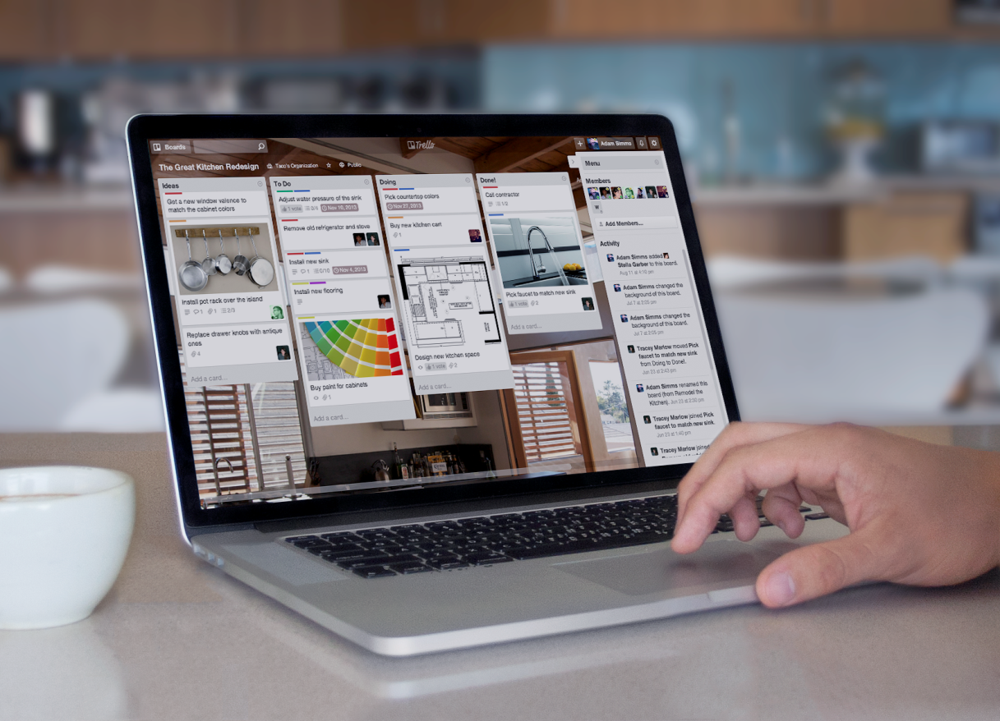 Boards
Trello
Adam Simms
The Great Kitchen Redesign
Taco's Organization
Public
Ideas
Get a new window valence to
match the cabinet colors
Install pot rack over the island
1
1
2/3
Replace drawer knobs with antique
ones
4
Add a card...
To Do
Adjust water pressure of the sink
1 vote
0/4
Nov 18, 2013
Remove old refrigerator and stove
Install new sink
1
0/10
Nov 4, 2013
Install new flooring
Buy paint for cabinets
1
Add a card...
Doing
Pick countertop colors
Nov 27, 2013
Buy new kitchen cart
1
Design new kitchen space
1 vote
2
Add a card...
Done!
Call contractor
Pick faucet to match new sink
1 vote
2
Add a card...
Menu
Members
W
Add Members...
Activity
Adam Simms added
Stella Garber to this board.
Aug 11 at 4:10 pm
Adam Simms changed the
background of this board.
Jul 7 at 2:05 pm
Adam Simms changed the
background of this board.
Jul 7 at 2:05 pm
Tracey Marlow moved Pick
faucet to match new sink
from Doing to Done!.
Jun 23 at 2:43 pm
Adam Simms renamed this
board (from Remodel the
Kitchen). Jun 23 at 2:30 pm
Tracey Marlow joined Pick
faucet to match new sink.
Jun 23 at 1:40 pm
Tracey Marlow joined